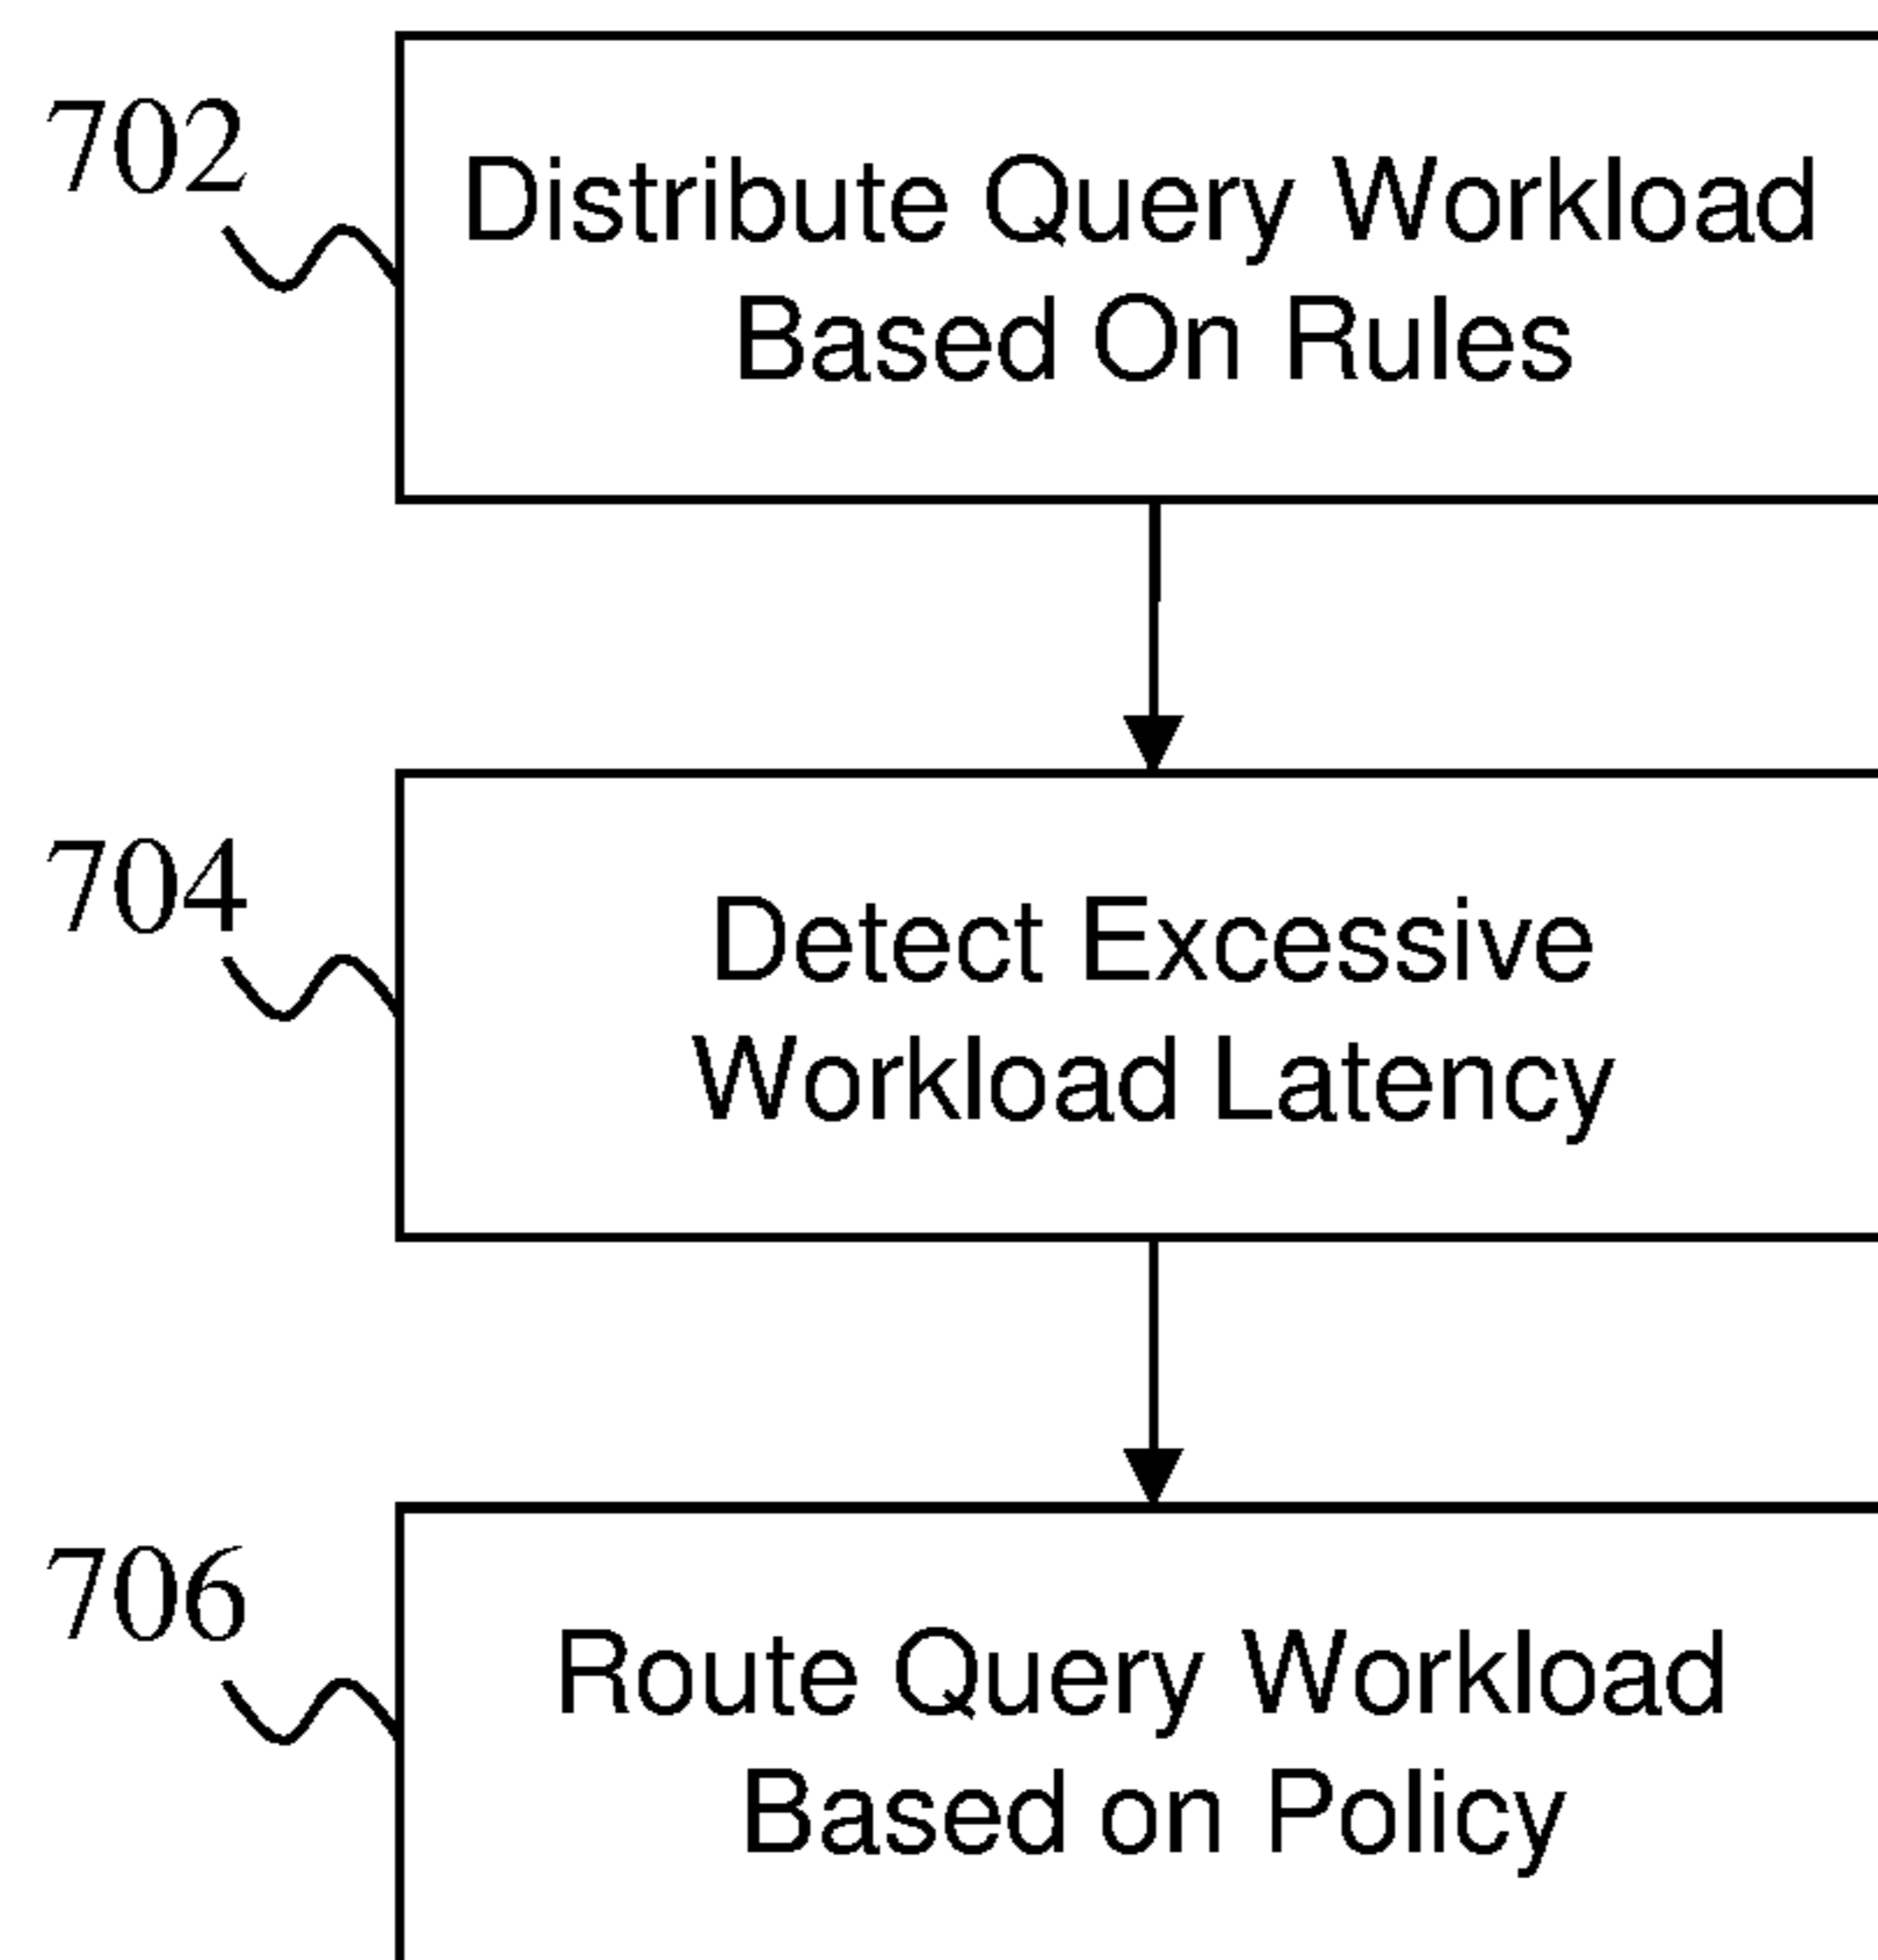 702
Distribute Query Workload
Based On Rules
704
Detect Excessive
Workload Latency
706
Route Query Workload
Based on Policy